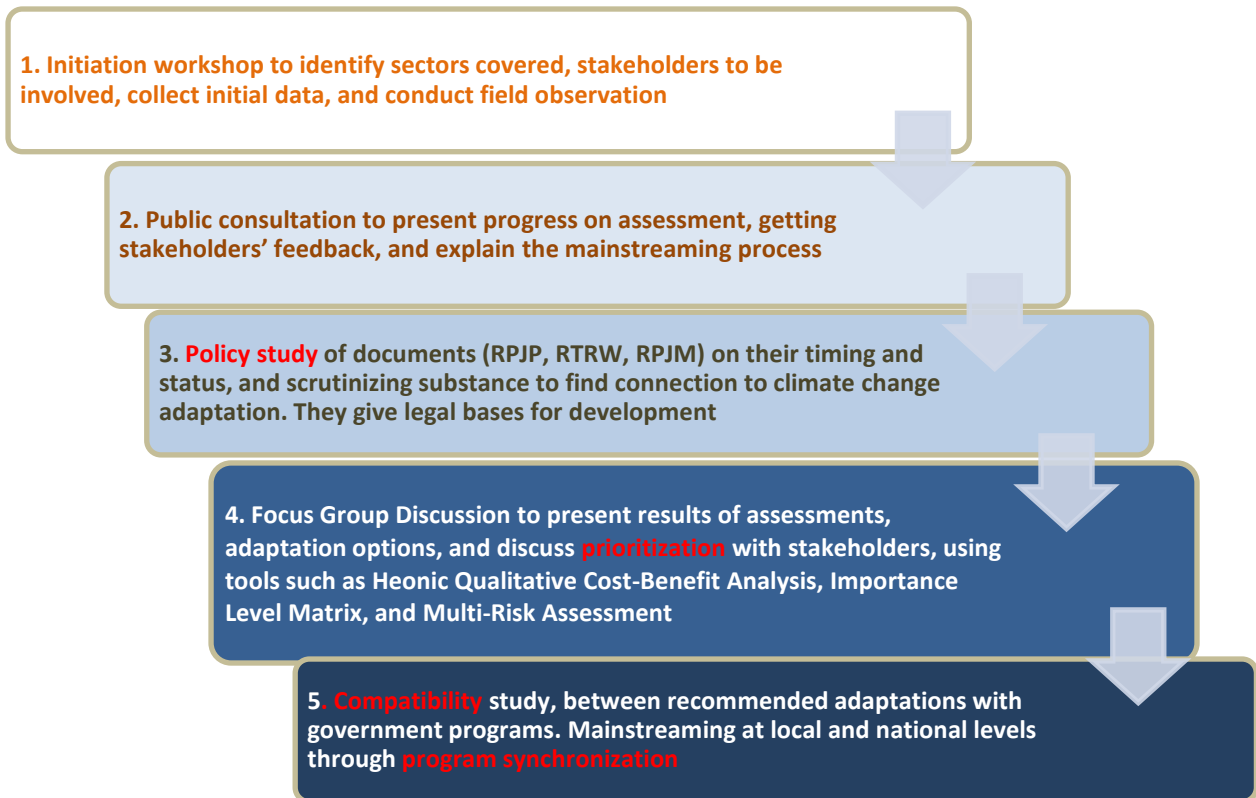 1. Initiation workshop to identify sectors covered, stakeholders to be
involved, collect initial data, and conduct field observation
2. Public consultation to present progress on assessment, getting
stakeholders’ feedback, and explain the mainstreaming process
3. Policy study of documents (RPJP, RTRW, RPJM) on their timing and
status, and scrutinizing substance to find connection to climate change
adaptation. They give legal bases for development
4. Focus Group Discussion to present results of assessments,
adaptation options, and discuss prioritization with stakeholders, using
tools such as Heonic Qualitative Cost-Benefit Analysis, Importance
Level Matrix, and Multi-Risk Assessment
5. Compatibility study, between recommended adaptations with
government programs. Mainstreaming at local and national levels
through program synchronization